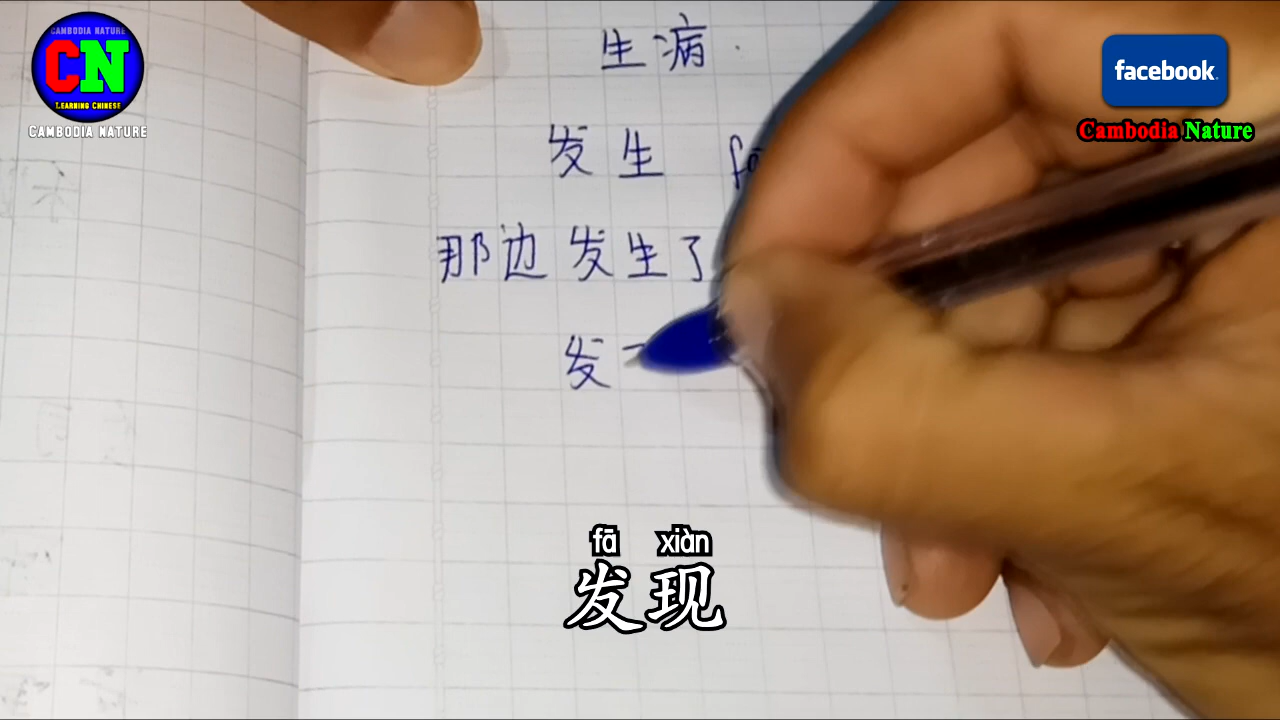 CAMBODIA NATURE
CN
LEARNING CHINESE
CAMBODIA NATURE
facebook
Cambodia Nature
生病
发生 fā
那边发生了
发
fā xiàn
发现